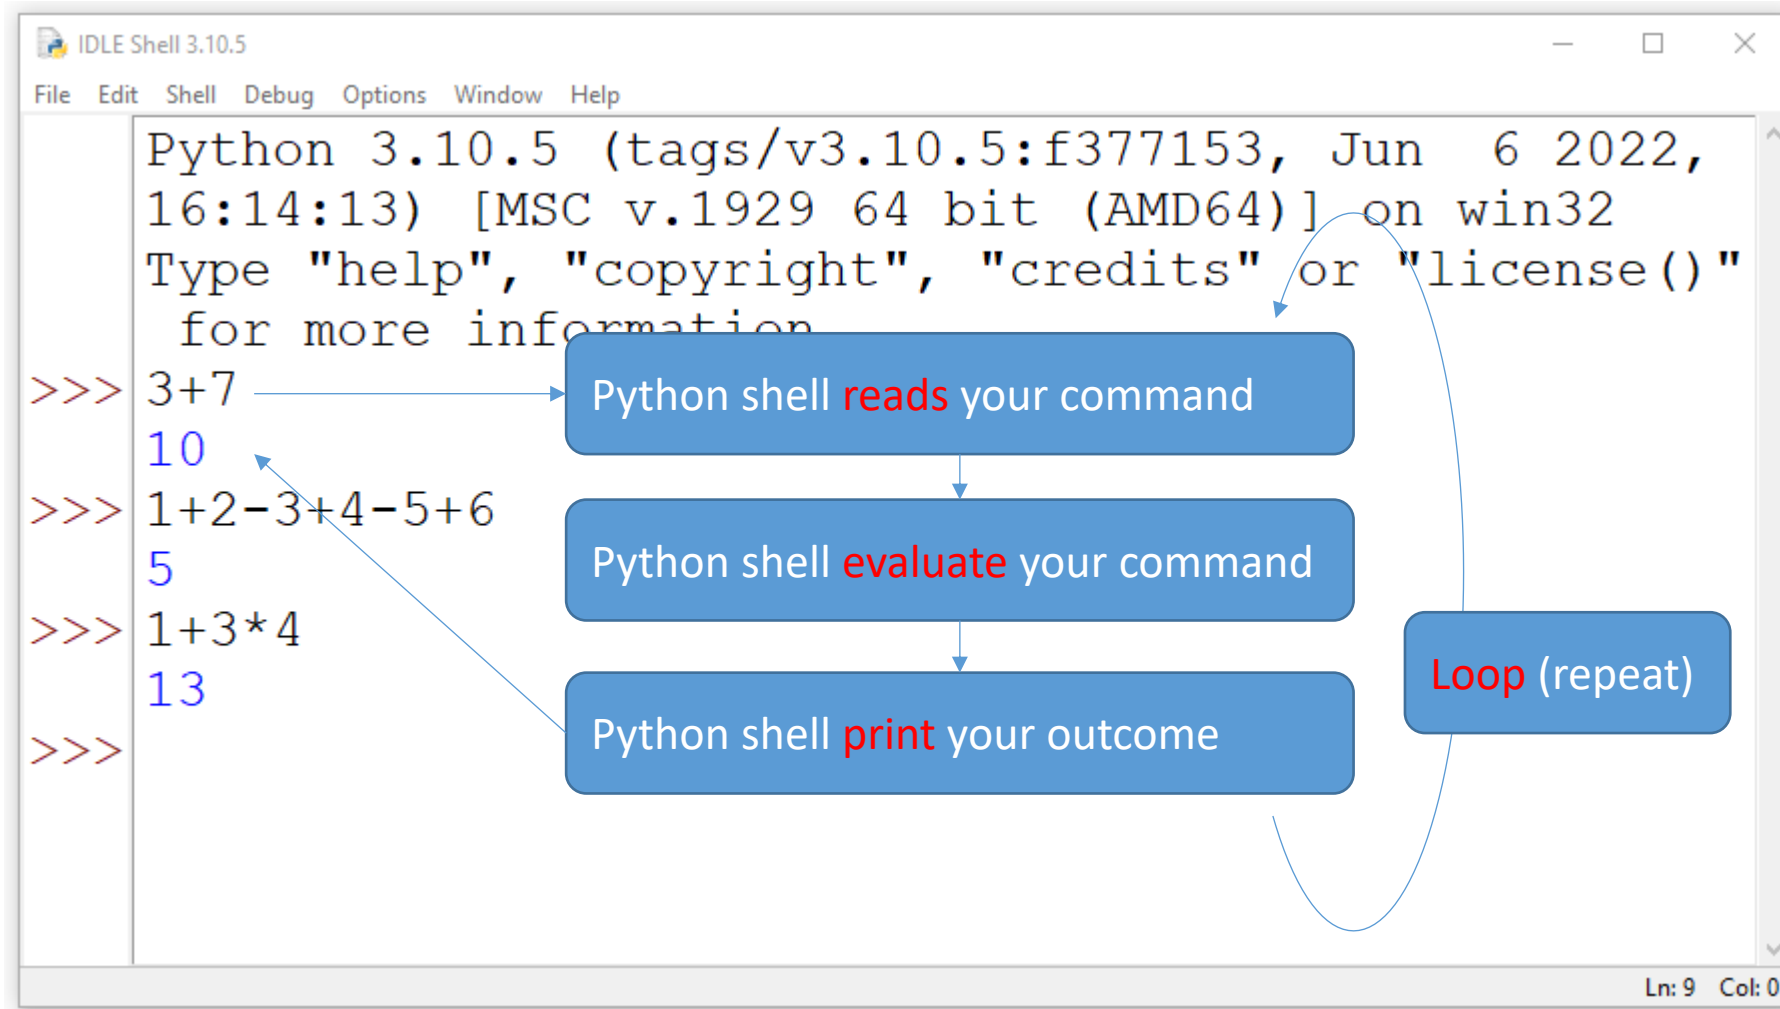 IDLE Shell 3.10.5
File Edit Shell Debug Options Window Help
Python 3.10.5 (tags/v3.10.5:f377153, Jun  6 2022,
16:14:13) [MSC v.1929 64 bit (AMD64)] on win32
Type "help", "copyright", "credits" or "license()"
for more information
>>> 3+7
10
>>> 1+2-3+4-5+6
5
>>> 1+3*4
13
>>>
Python shell reads your command
Python shell evaluate your command
Python shell print your outcome
Loop (repeat)
Ln: 9 Col: 0